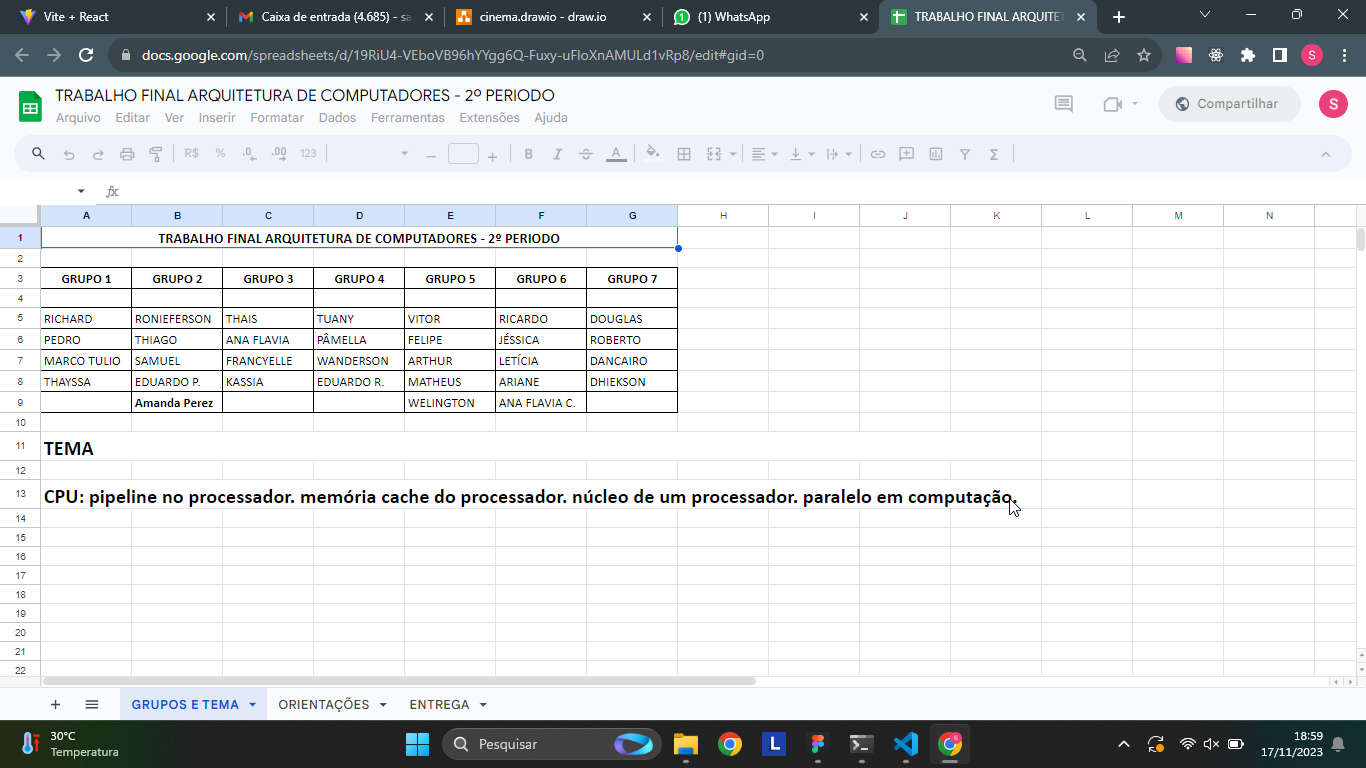 Vite + React
Caixa de entrada (4.685) - sa
cinema.drawio - draw.io
(1) WhatsApp
TRABALHO FINAL ARQUITET
docs.google.com/spreadsheets/d/19RiU4-VEboVB96hYYgg6Q-Fuxy-uFloXnAMULd1vRp8/edit#gid=0
S
TRABALHO FINAL ARQUITETURA DE COMPUTADORES - 2º PERIODO
Arquivo Editar Ver Inserir Formatar Dados Ferramentas Extensões Ajuda
Compartilhar
S
R$ % .0 .00 123 B I S A Σ
fx
A B C D E F G H I J K L M N
1 TRABALHO FINAL ARQUITETURA DE COMPUTADORES - 2º PERIODO
2
3 GRUPO 1 GRUPO 2 GRUPO 3 GRUPO 4 GRUPO 5 GRUPO 6 GRUPO 7
4
5 RICHARD RONIEFERSON THAIS TUANY VITOR RICARDO DOUGLAS
6 PEDRO THIAGO ANA FLAVIA PÂMELLA FELIPE JÉSSICA ROBERTO
7 MARCO TULIO SAMUEL FRANCYELLE WANDERSON ARTHUR LETÍCIA DANCAIRO
8 THAYSSA EDUARDO P. KASSIA EDUARDO R. MATHEUS ARIANE DHIEKSON
9 Amanda Perez WELINGTON ANA FLAVIA C.
10
11 TEMA
12
13 CPU: pipeline no processador. memória cache do processador. núcleo de um processador. paralelo em computação.
14
15
16
17
18
19
20
21
22
GRUPOS E TEMA ORIENTAÇÕES ENTREGA
30°C
Temperatura
Pesquisar
L
18:59
17/11/2023